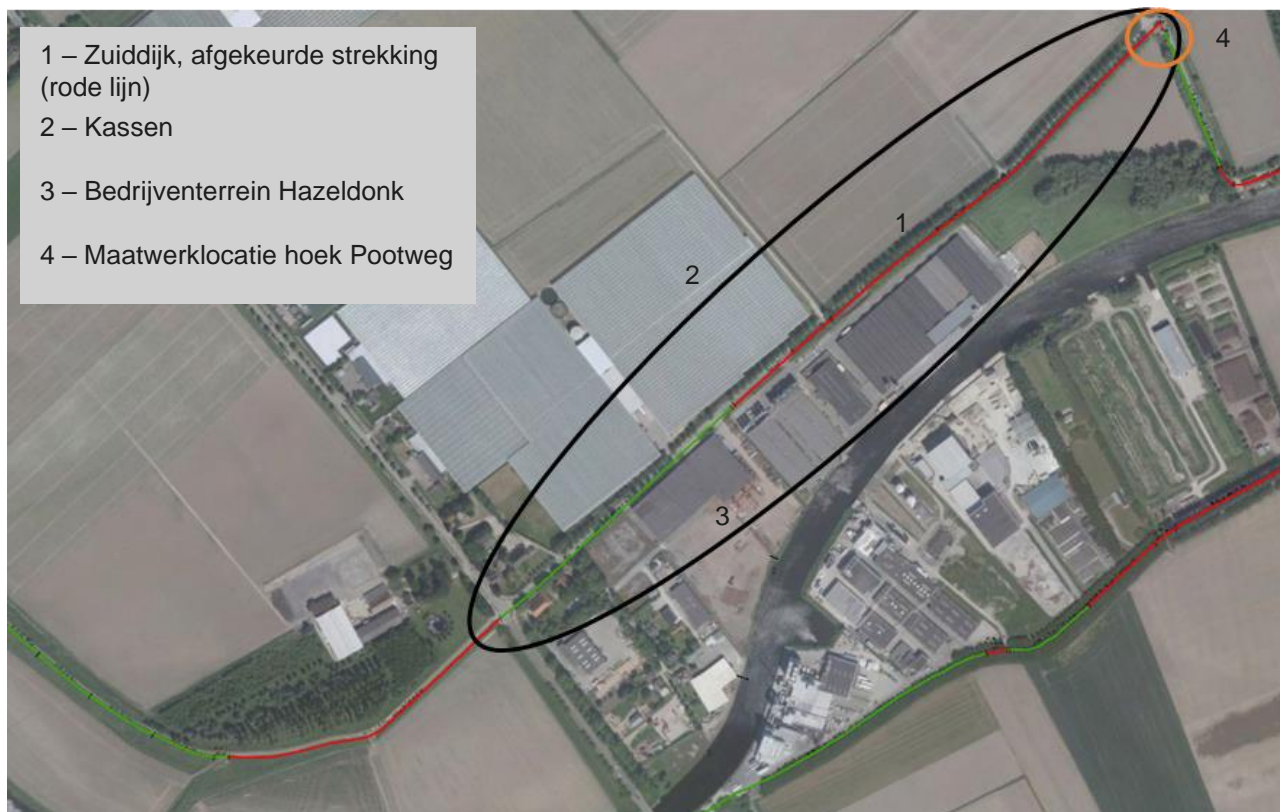 1 – Zuiddijk, afgekeurde strekking
(rode lijn)
2 – Kassen
3 – Bedrijventerrein Hazeldonk
4 – Maatwerklocatie hoek Pootweg
4
1
2
3